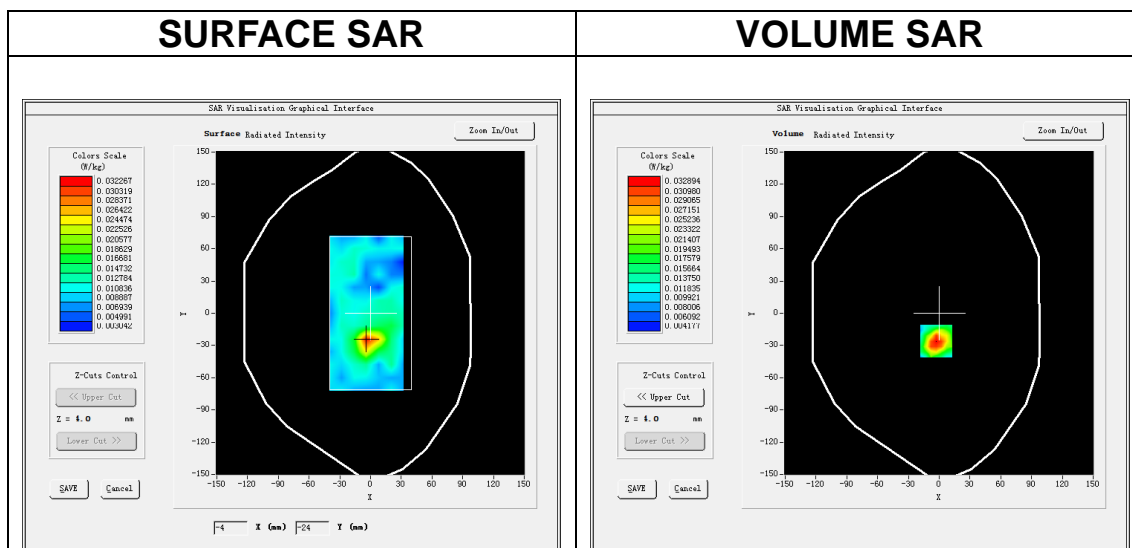 SURFACE SAR
VOLUME SAR
SAR Visualisation Graphical Interface
Surface Radiated Intensity
Zoom In/Out
Colors Scale
(W/kg)
0.032267
0.030319
0.028371
0.026422
0.024474
0.022526
0.020577
0.018629
0.016681
0.014732
0.012784
0.010836
0.008887
0.006939
0.004991
0.003042
Z-Cuts Control
<< Upper Cut
Z = 4.0 mm
Lower Cut >>
SAVE
Cancel
150
120
90
60
30
0
-30
-60
-90
-120
-150
Y
-150 -120 -90 -60 -30 0 30 60 90 120 150
X
-4 X (mm) -24 Y (mm)
SAR Visualisation Graphical Interface
Volume Radiated Intensity
Zoom In/Out
Colors Scale
(W/kg)
0.032894
0.030980
0.029065
0.027151
0.025236
0.023322
0.021407
0.019493
0.017579
0.015664
0.013750
0.011835
0.009921
0.008006
0.006092
0.004177
Z-Cuts Control
<< Upper Cut
Z = 4.0 mm
Lower Cut >>
SAVE
Cancel
150
120
90
60
30
0
-30
-60
-90
-120
-150
Y
-150 -120 -90 -60 -30 0 30 60 90 120 150
X